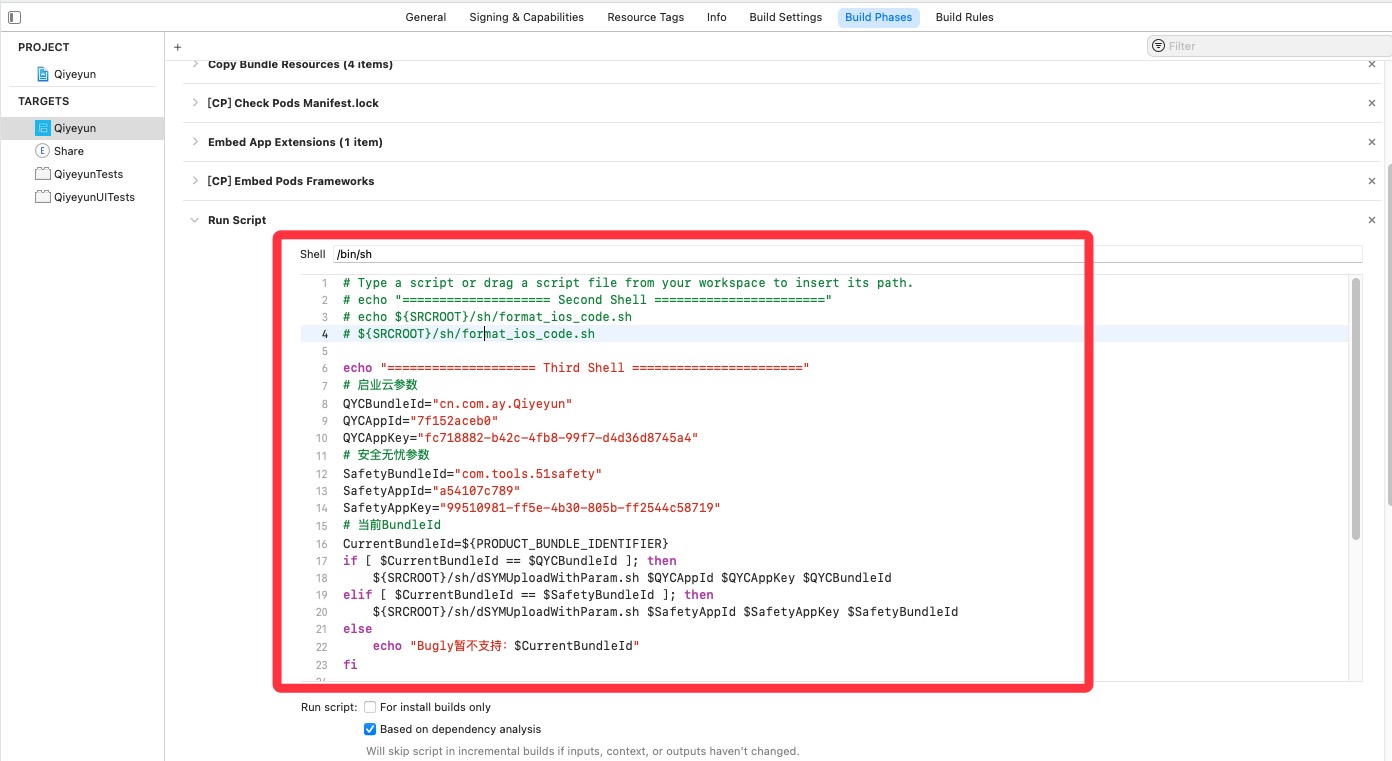 General Signing & Capabilities Resource Tags Info Build Settings Build Phases Build Rules
PROJECT
Qiyeyun
TARGETS
Qiyeyun
E Share
QiyeyunTests
QiyeyunUITests
+
Filter
Copy Bundle Resources (4 items)
[CP] Check Pods Manifest.lock
Embed App Extensions (1 item)
[CP] Embed Pods Frameworks
Run Script
Shell /bin/sh
1 # Type a script or drag a script file from your workspace to insert its path.
2 # echo "==================== Second Shell ======================="
3 # echo ${SRCROOT}/sh/format_ios_code.sh
4 # ${SRCROOT}/sh/format_ios_code.sh
5
6 echo "==================== Third Shell ======================="
7 # 启业云参数
8 QYCBundleId="cn.com.ay.Qiyeyun"
9 QYCAppId="7f152aceb0"
10 QYCAppKey="fc718882-b42c-4fb8-99f7-d4d36d8745a4"
11 # 安全无忧参数
12 SafetyBundleId="com.tools.51safety"
13 SafetyAppId="a54107c789"
14 SafetyAppKey="99510981-ff5e-4b30-805b-ff2544c58719"
15 # 当前BundleId
16 CurrentBundleId=${PRODUCT_BUNDLE_IDENTIFIER}
17 if [ $CurrentBundleId == $QYCBundleId ]; then
18 ${SRCROOT}/sh/dSYMUploadWithParam.sh $QYCAppId $QYCAppKey $QYCBundleId
19 elif [ $CurrentBundleId == $SafetyBundleId ]; then
20 ${SRCROOT}/sh/dSYMUploadWithParam.sh $SafetyAppId $SafetyAppKey $SafetyBundleId
21 else
22 echo "Bugly暂不支持：$CurrentBundleId"
23 fi
Run script: For install builds only
Based on dependency analysis
Will skip script in incremental builds if inputs, context, or outputs haven't changed.